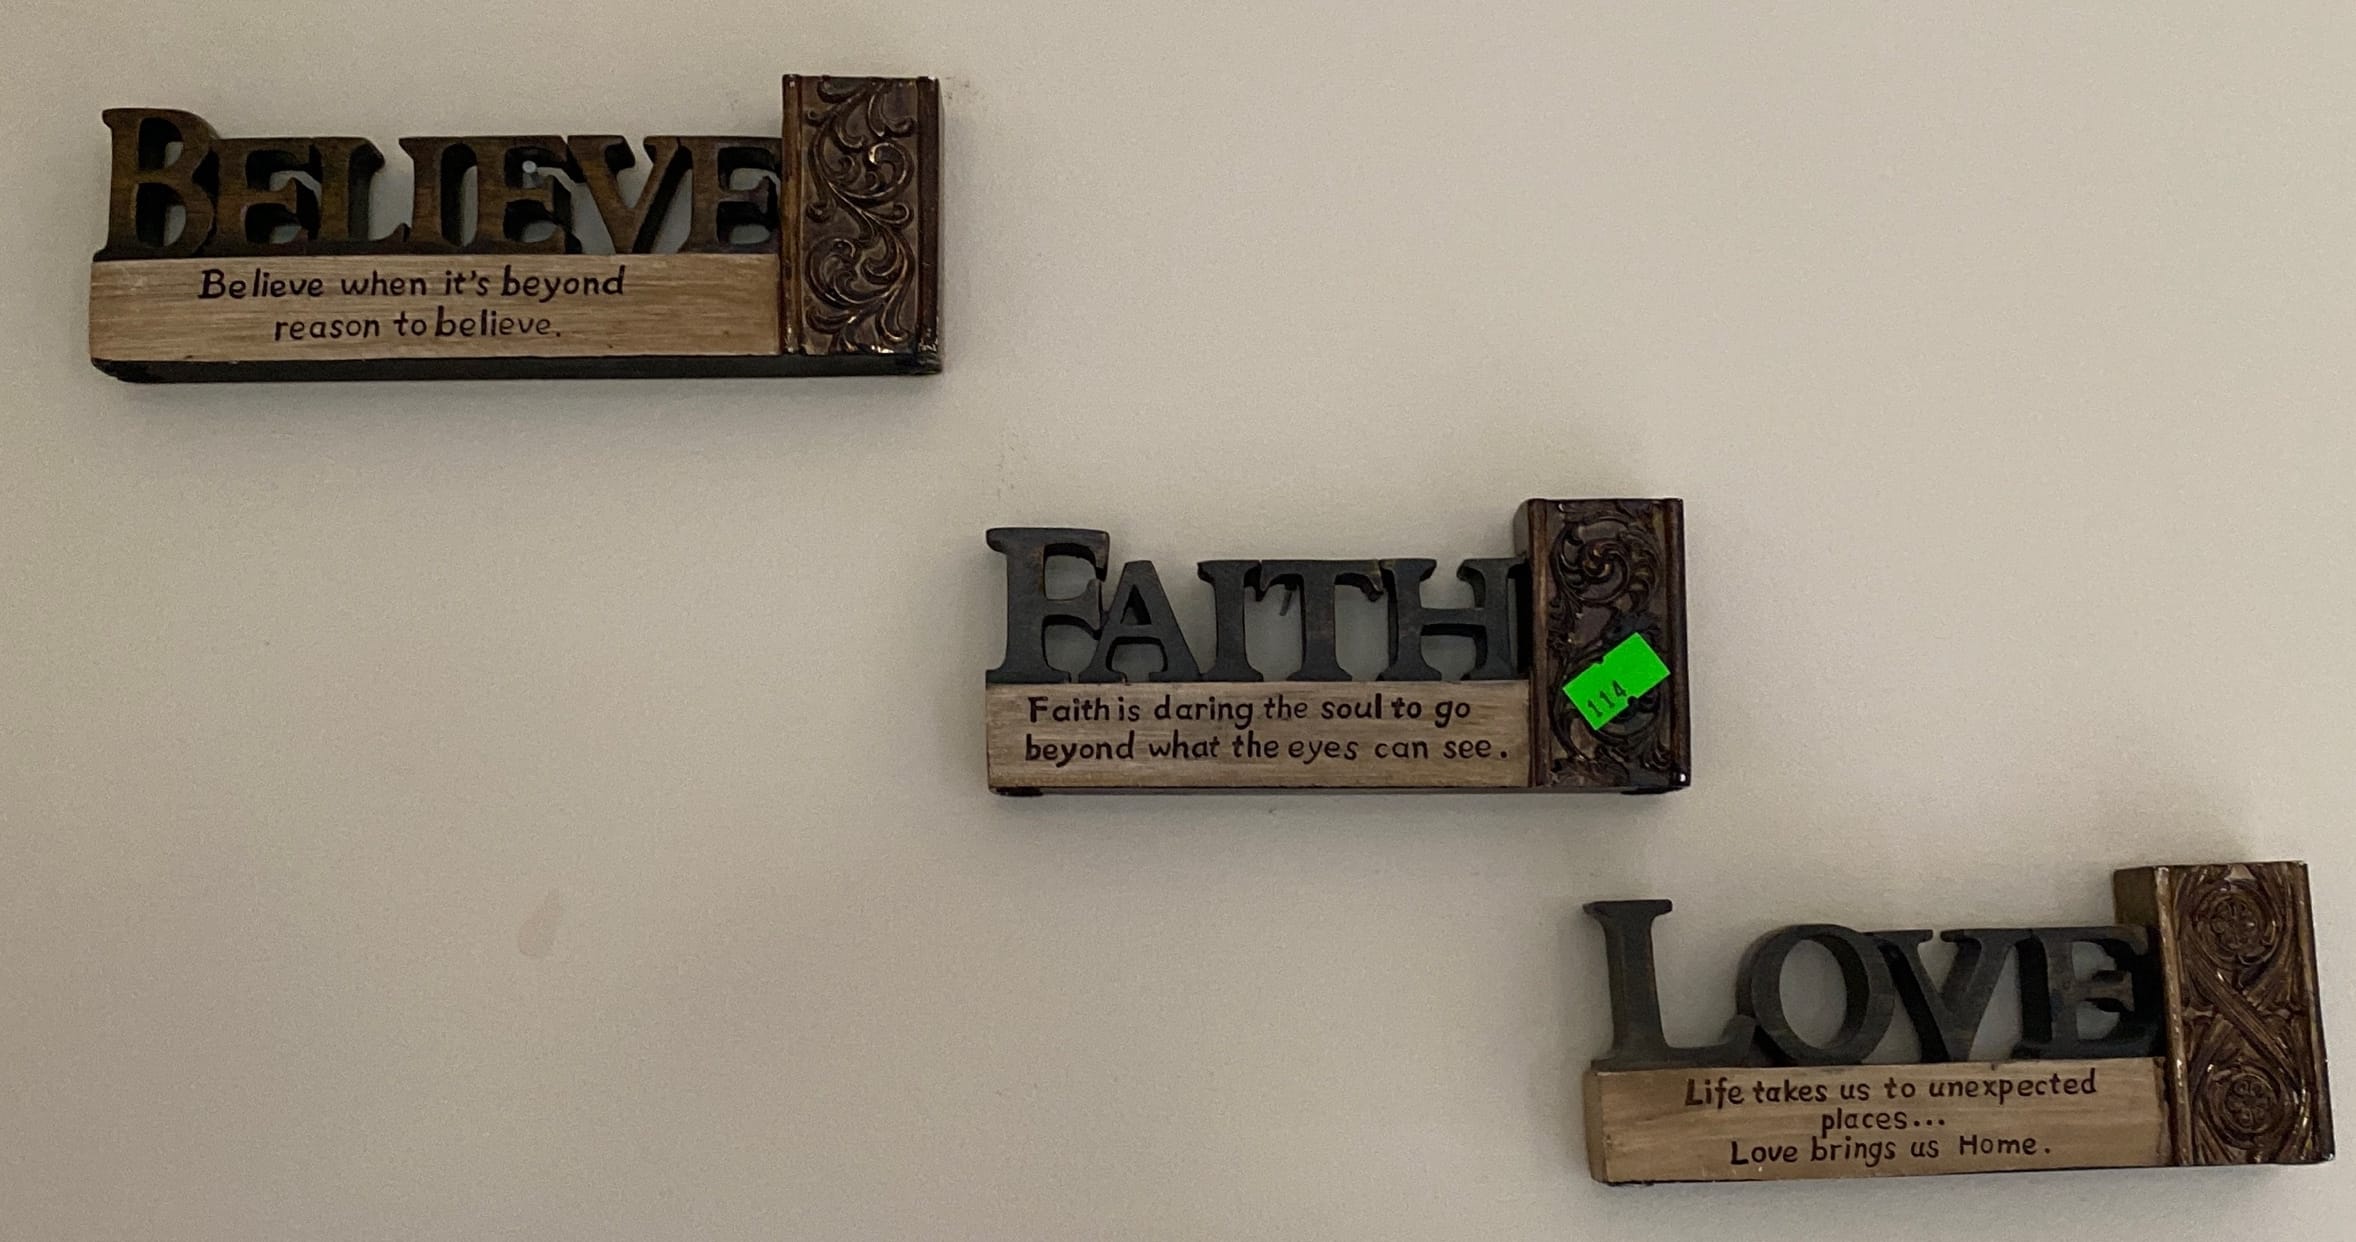 BELIEVE
Believe when it's beyond
reason to believe.
FAITH
114
Faith is daring the soul to go
beyond what the eyes can see.
LOVE
Life takes us to unexpected
places...
Love brings us Home.